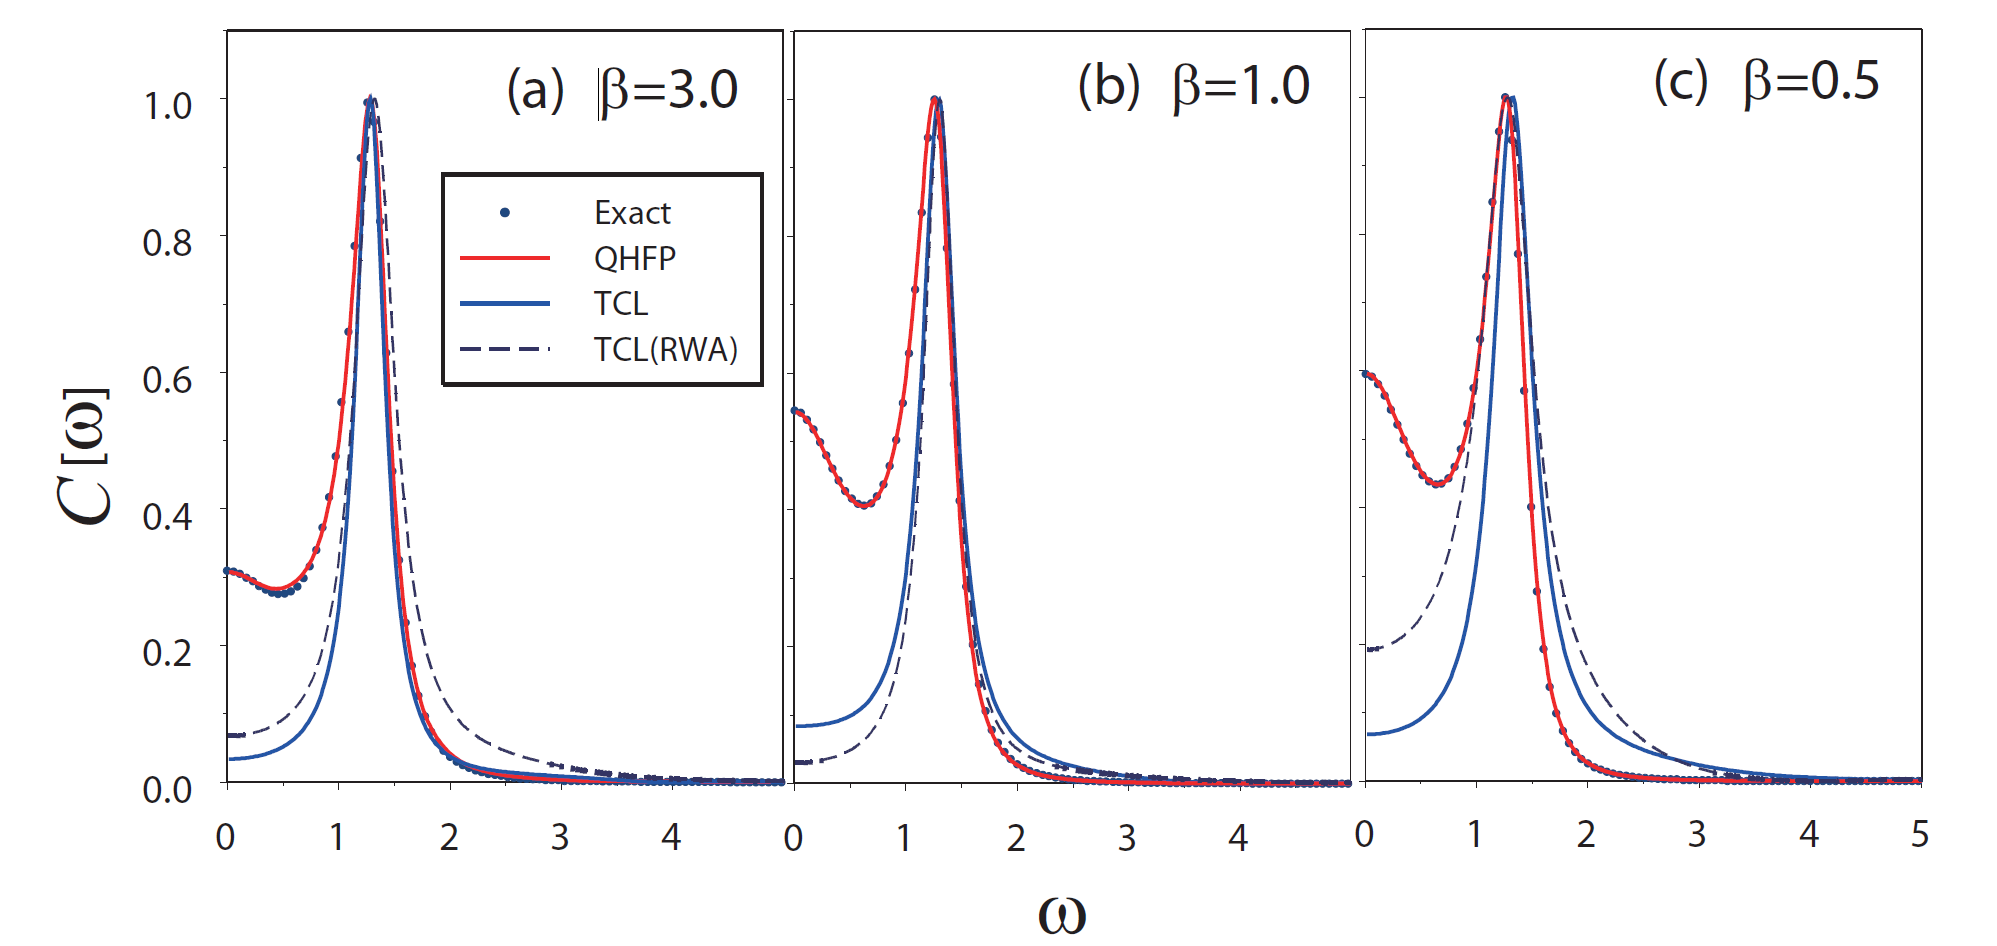 (a) β=3.0
(b) β=1.0
(c) β=0.5
Exact
QHFP
TCL
TCL(RWA)
C[ω]
1.0
0.8
0.6
0.4
0.2
0.0
0 1 2 3 4
0 1 2 3 4
0 1 2 3 4 5
ω